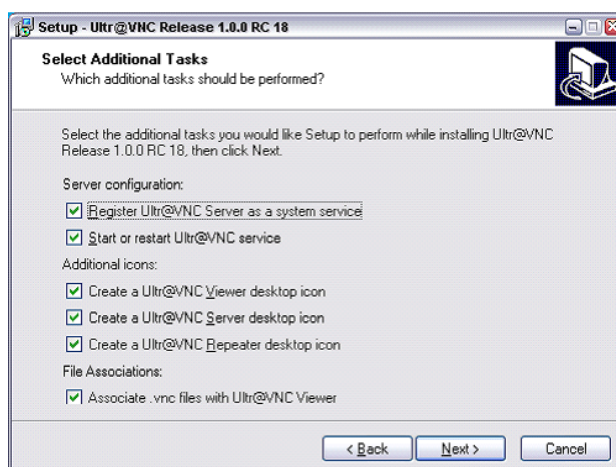 Setup - Ultr@VNC Release 1.0.0 RC 18
Select Additional Tasks
Which additional tasks should be performed?
Select the additional tasks you would like Setup to perform while installing Ultr@VNC
Release 1.0.0 RC 18, then click Next.
Server configuration:
Register Ultr@VNC Server as a system service
Start or restart Ultr@VNC service
Additional icons:
Create a Ultr@VNC Viewer desktop icon
Create a Ultr@VNC Server desktop icon
Create a Ultr@VNC Repeater desktop icon
File Associations:
Associate .vnc files with Ultr@VNC Viewer
< Back Next > Cancel